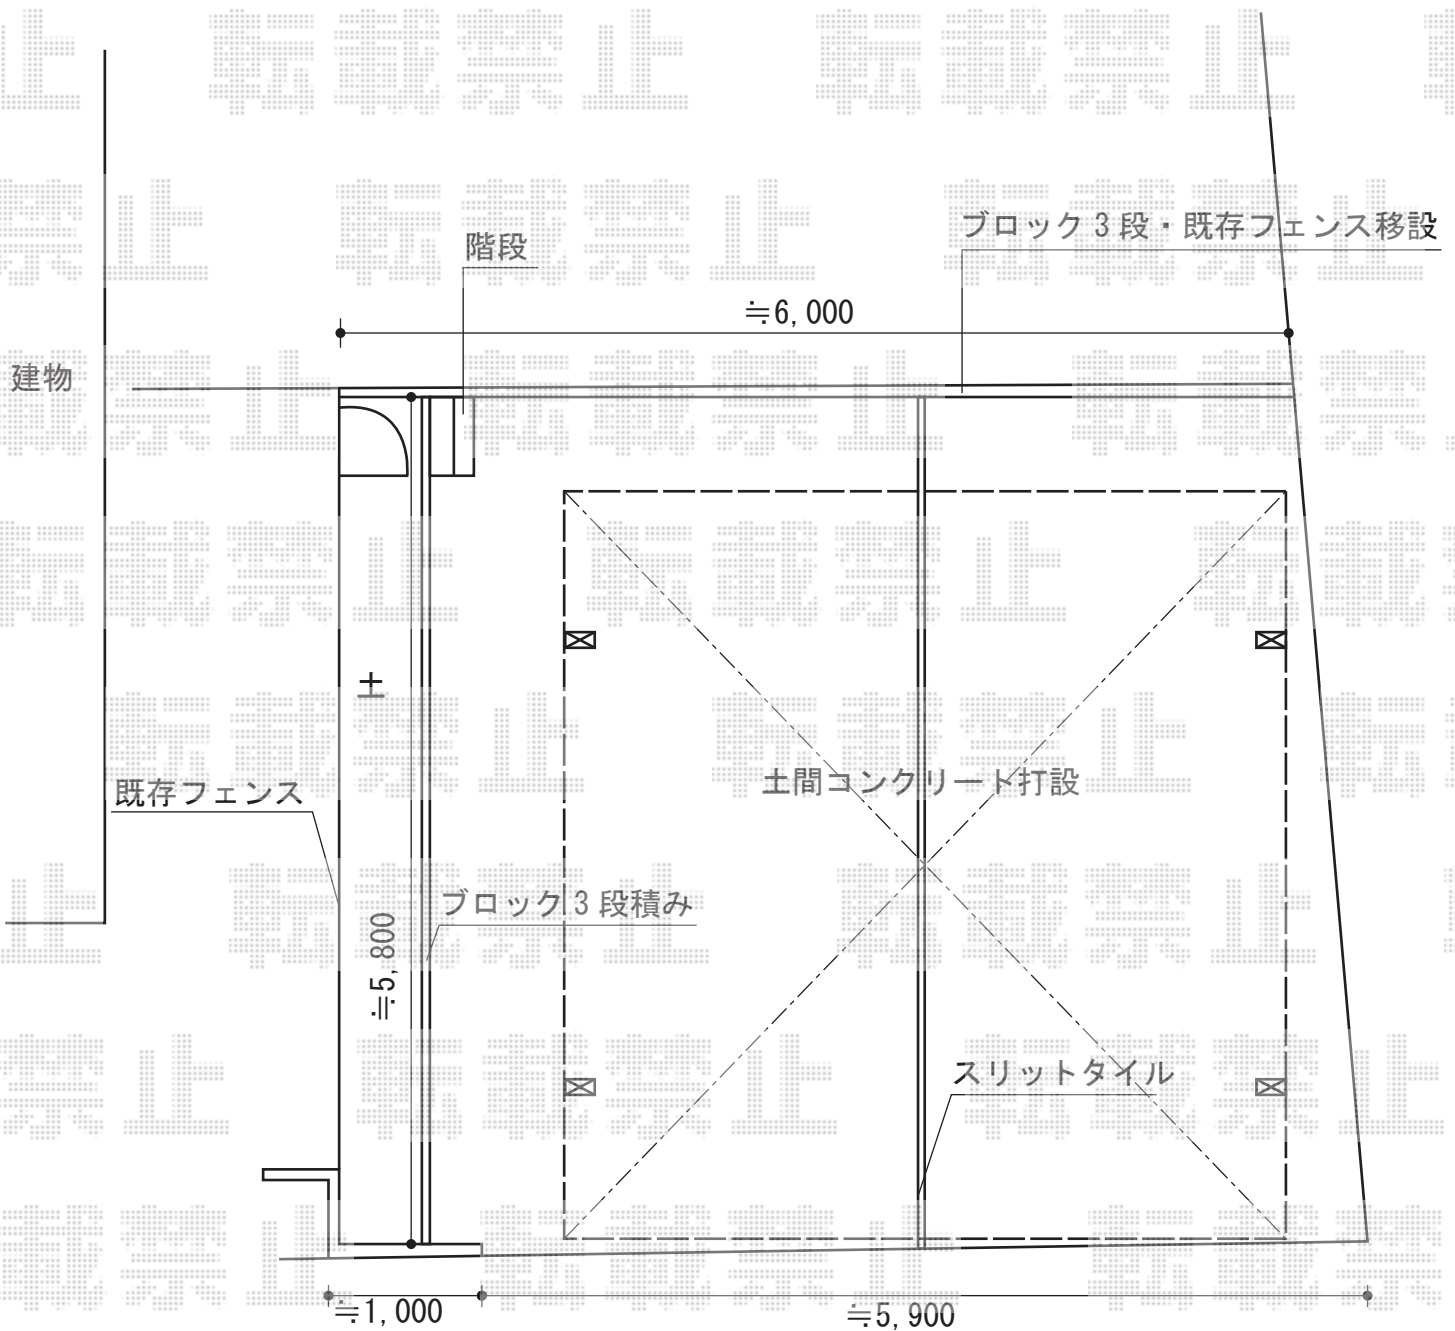 転載禁止
ブロック3段・既存フェンス移設
階段
≒6,000
建物
土
土間コンクリート打設
既存フェンス
ブロック3段積み
≒5,800
スリットタイル
≒1,000
≒5,900